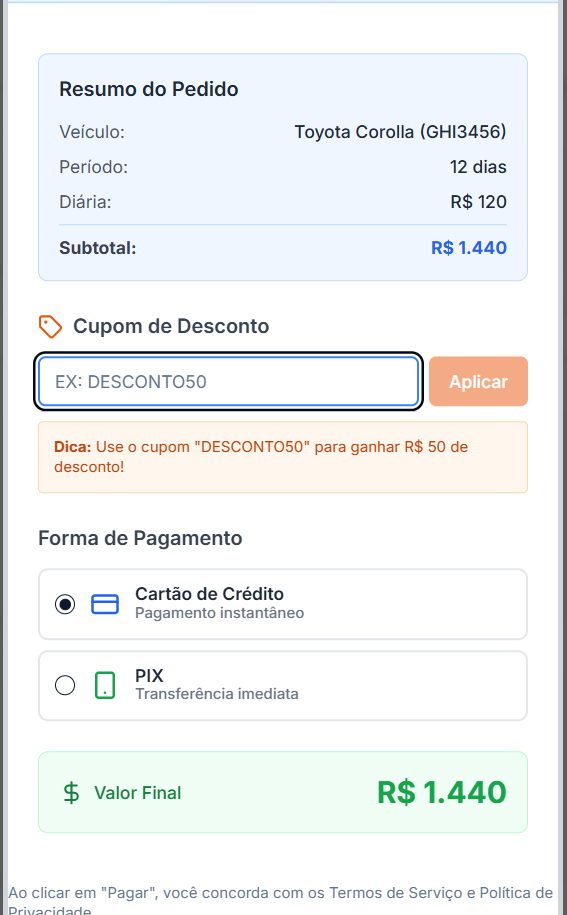 Resumo do Pedido
Veículo: Toyota Corolla (GHI3456)
Período: 12 dias
Diária: R$ 120
Subtotal: R$ 1.440
Cupom de Desconto
EX: DESCONTO50 Aplicar
Dica: Use o cupom "DESCONTO50" para ganhar R$ 50 de
desconto!
Forma de Pagamento
Cartão de Crédito
Pagamento instantâneo
PIX
Transferência imediata
Valor Final R$ 1.440
Ao clicar em "Pagar", você concorda com os Termos de Serviço e Política de
Privacidade